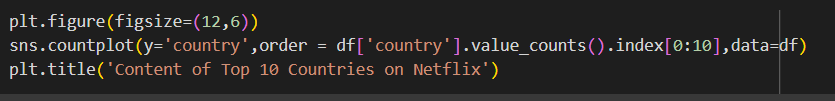 plt.figure(figsize=(12,6))
sns.countplot(y='country',order = df['country'].value_counts().index[0:10],data=df)
plt.title('Content of Top 10 Countries on Netflix')